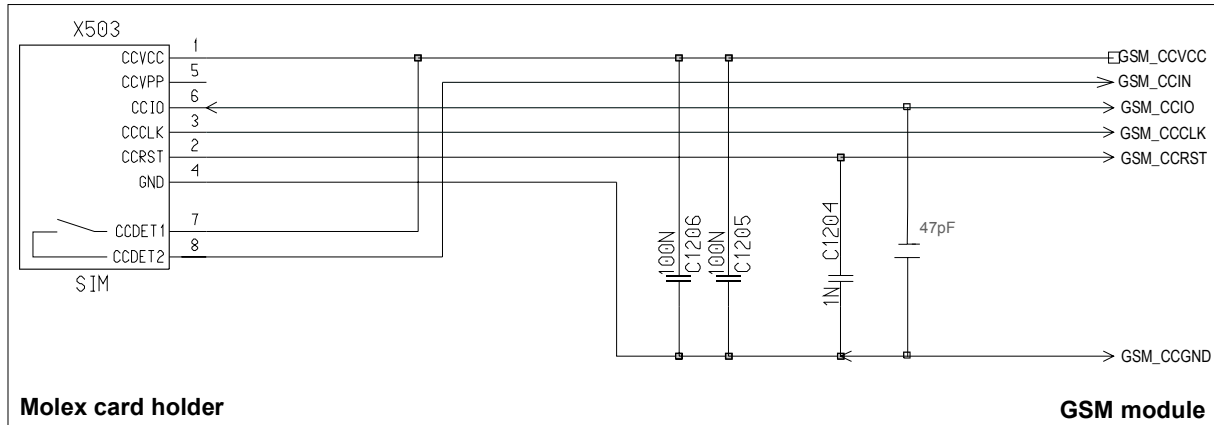 X503
CCVCC 1 GSM_CCVCC
CCVPP 5 GSM_CCIN
CCIO 6 GSM_CCIO
CCCLK 3 GSM_CCCLK
CCRST 2 GSM_CCRST
GND 4
CCDET1 7
CCDET2 8
SIM
100N
C1206
100N
C1205
1N C1204
47pF
GSM_CCGND
Molex card holder
GSM module